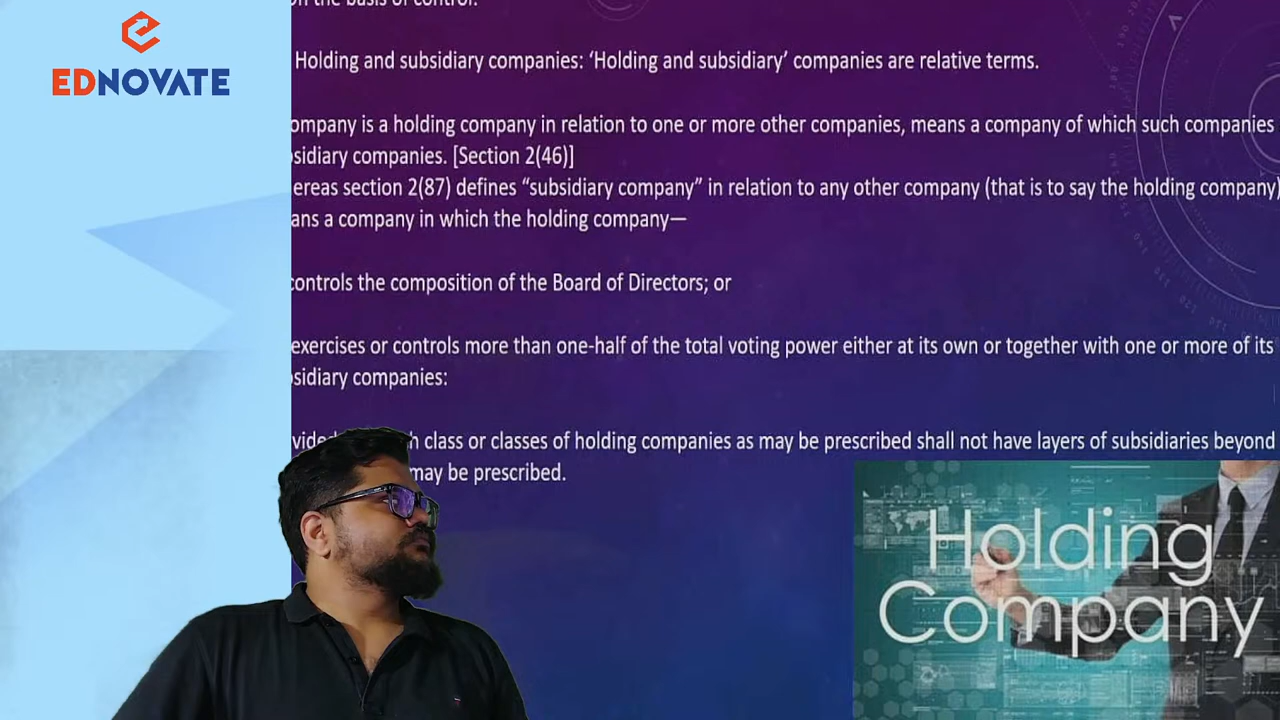 EDNOVATE
on the basis of control.
Holding and subsidiary companies: ‘Holding and subsidiary’ companies are relative terms.
ompany is a holding company in relation to one or more other companies, means a company of which such companies
sidiary companies. [Section 2(46)]
ereas section 2(87) defines “subsidiary company” in relation to any other company (that is to say the holding company)
ans a company in which the holding company—
controls the composition of the Board of Directors; or
exercises or controls more than one-half of the total voting power either at its own or together with one or more of its
sidiary companies:
class or classes of holding companies as may be prescribed shall not have layers of subsidiaries beyond
may be prescribed.
Holding
Company